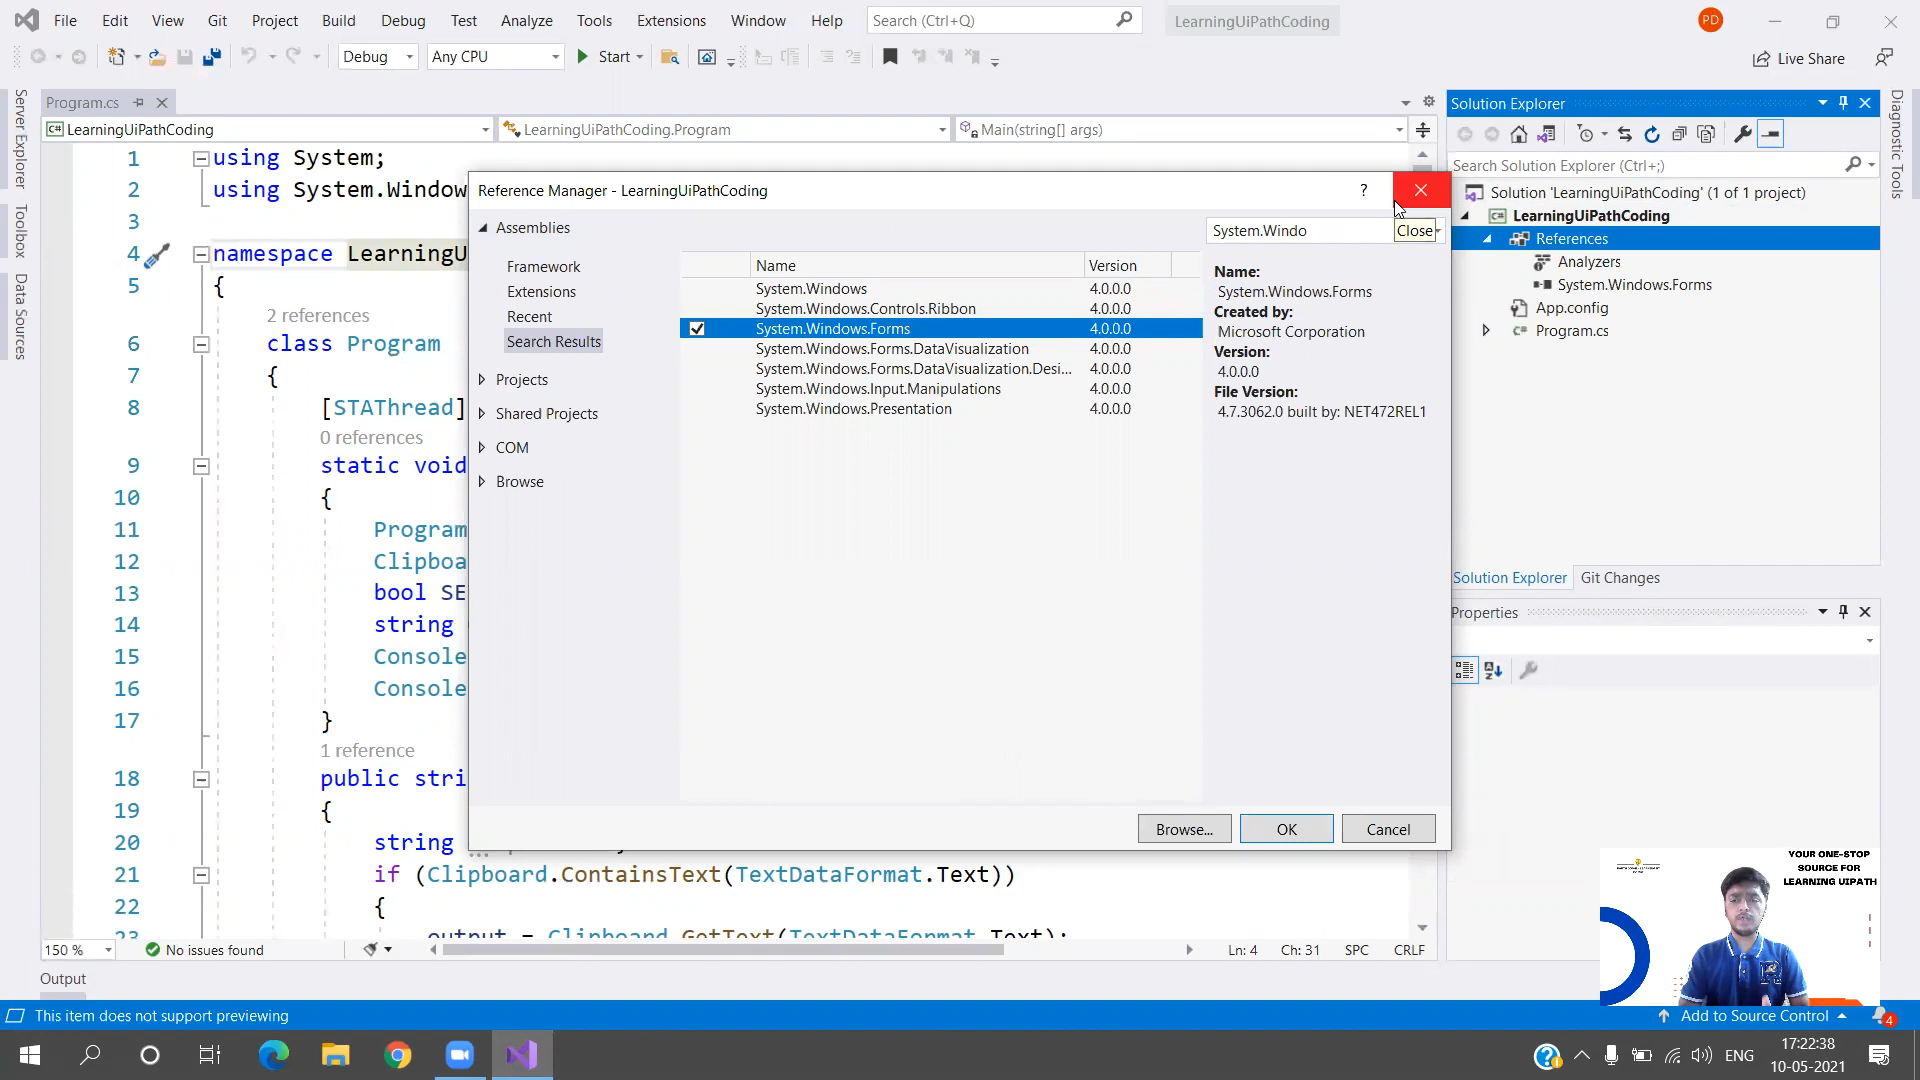 File Edit View Git Project Build Debug Test Analyze Tools Extensions Window Help Search (Ctrl+Q) LearningUiPathCoding PD
Debug Any CPU Start Live Share
Server Explorer
Toolbox
Data Sources
Program.cs
LearningUiPathCoding LearningUiPathCoding.Program Main(string[] args)
1 using System;
2 using System.Window
3
4 namespace LearningU
5 {
2 references
6 class Program
7 {
8 [STAThread]
0 references
9 static void
10 {
11 Program
12 Clipboa
13 bool SE
14 string
15 Console
16 Console
17 }
1 reference
18 public stri
19 {
20 string
21 if (Clipboard.ContainsText(TextDataFormat.Text))
22 {
23 output = Clipboard.GetText(TextDataFormat.Text);
150 % No issues found Ln: 4 Ch: 31 SPC CRLF
Output
Reference Manager - LearningUiPathCoding ?
Assemblies
Framework
Extensions
Recent
Search Results
Projects
Shared Projects
COM
Browse
Name Version
System.Windows 4.0.0.0
System.Windows.Controls.Ribbon 4.0.0.0
System.Windows.Forms 4.0.0.0
System.Windows.Forms.DataVisualization 4.0.0.0
System.Windows.Forms.DataVisualization.Desi... 4.0.0.0
System.Windows.Input.Manipulations 4.0.0.0
System.Windows.Presentation 4.0.0.0
System.Windo
Close
Name:
System.Windows.Forms
Created by:
Microsoft Corporation
Version:
4.0.0.0
File Version:
4.7.3062.0 built by: NET472REL1
Browse... OK Cancel
Solution Explorer
Search Solution Explorer (Ctrl+;)
Solution 'LearningUiPathCoding' (1 of 1 project)
LearningUiPathCoding
References
Analyzers
System.Windows.Forms
App.config
Program.cs
Solution Explorer Git Changes
Properties
Diagnostic Tools
YOUR ONE-STOP
SOURCE FOR
LEARNING UIPATH
This item does not support previewing Add to Source Control 4
ENG
17:22:38
10-05-2021